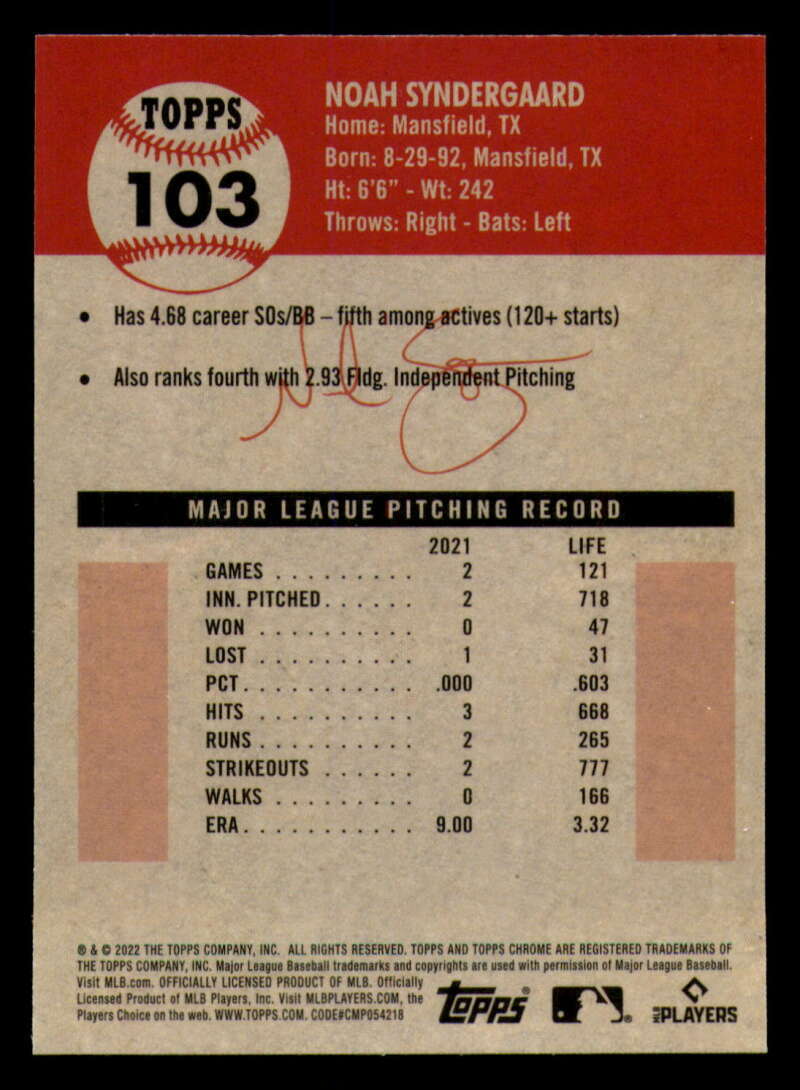 TOPPS
103
NOAH SYNDERGAARD
Home: Mansfield, TX
Born: 8-29-92, Mansfield, TX
Ht: 6'6" - Wt: 242
Throws: Right - Bats: Left
• Has 4.68 career SOs/BB – fifth among actives (120+ starts)
• Also ranks fourth with 2.93 Fldg. Independent Pitching
MAJOR LEAGUE PITCHING RECORD
2021 LIFE
GAMES . . . . . . . . . 2 121
INN. PITCHED. . . . . . 2 718
WON . . . . . . . . . . 0 47
LOST . . . . . . . . . . 1 31
PCT. . . . . . . . . . . .000 .603
HITS . . . . . . . . . . 3 668
RUNS . . . . . . . . . . 2 265
STRIKEOUTS . . . . . . 2 777
WALKS . . . . . . . . . 0 166
ERA. . . . . . . . . . . 9.00 3.32
® & © 2022 THE TOPPS COMPANY, INC. ALL RIGHTS RESERVED. TOPPS AND TOPPS CHROME ARE REGISTERED TRADEMARKS OF
THE TOPPS COMPANY, INC. Major League Baseball trademarks and copyrights are used with permission of Major League Baseball.
Visit MLB.com. OFFICIALLY LICENSED PRODUCT OF MLB. Officially
Licensed Product of MLB Players, Inc. Visit MLBPLAYERS.COM, the
Players Choice on the web. WWW.TOPPS.COM. CODE#CMP054218
TOPPS® ® MLB PLAYERS